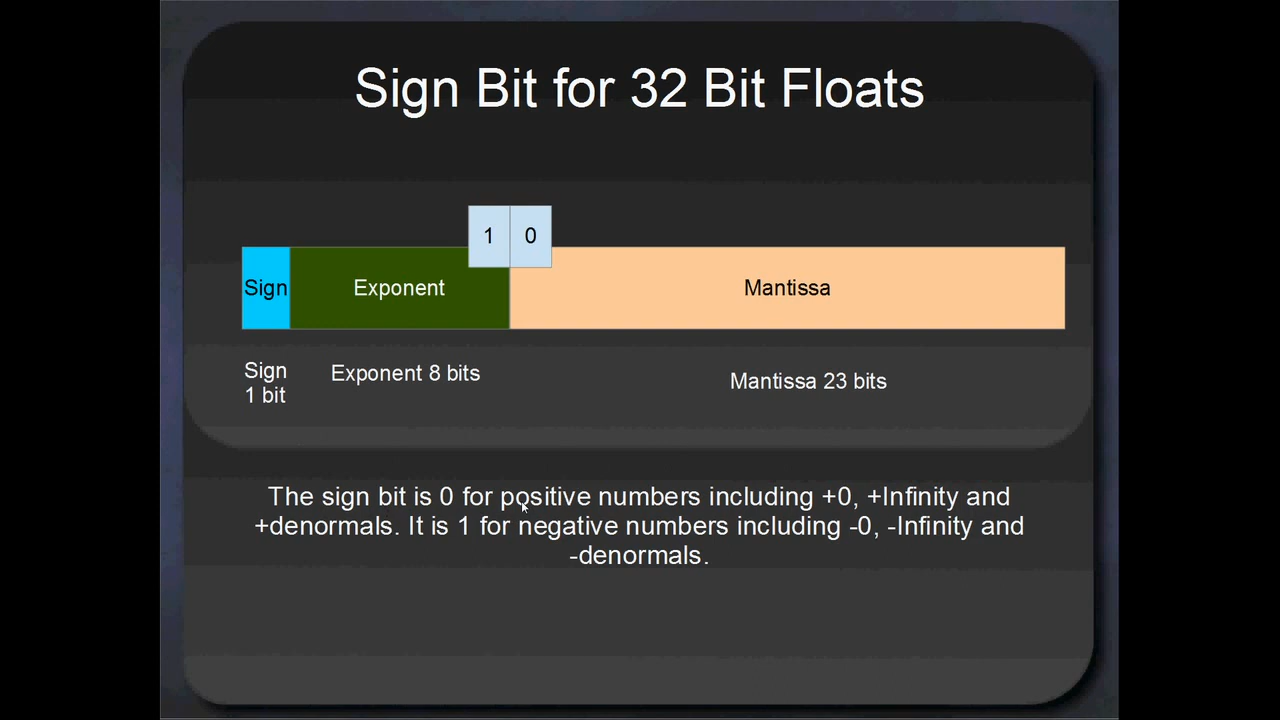 Sign Bit for 32 Bit Floats
1 0
Sign Exponent Mantissa
Sign
1 bit
Exponent 8 bits
Mantissa 23 bits
The sign bit is 0 for positive numbers including +0, +Infinity and
+denormals. It is 1 for negative numbers including -0, -Infinity and
-denormals.